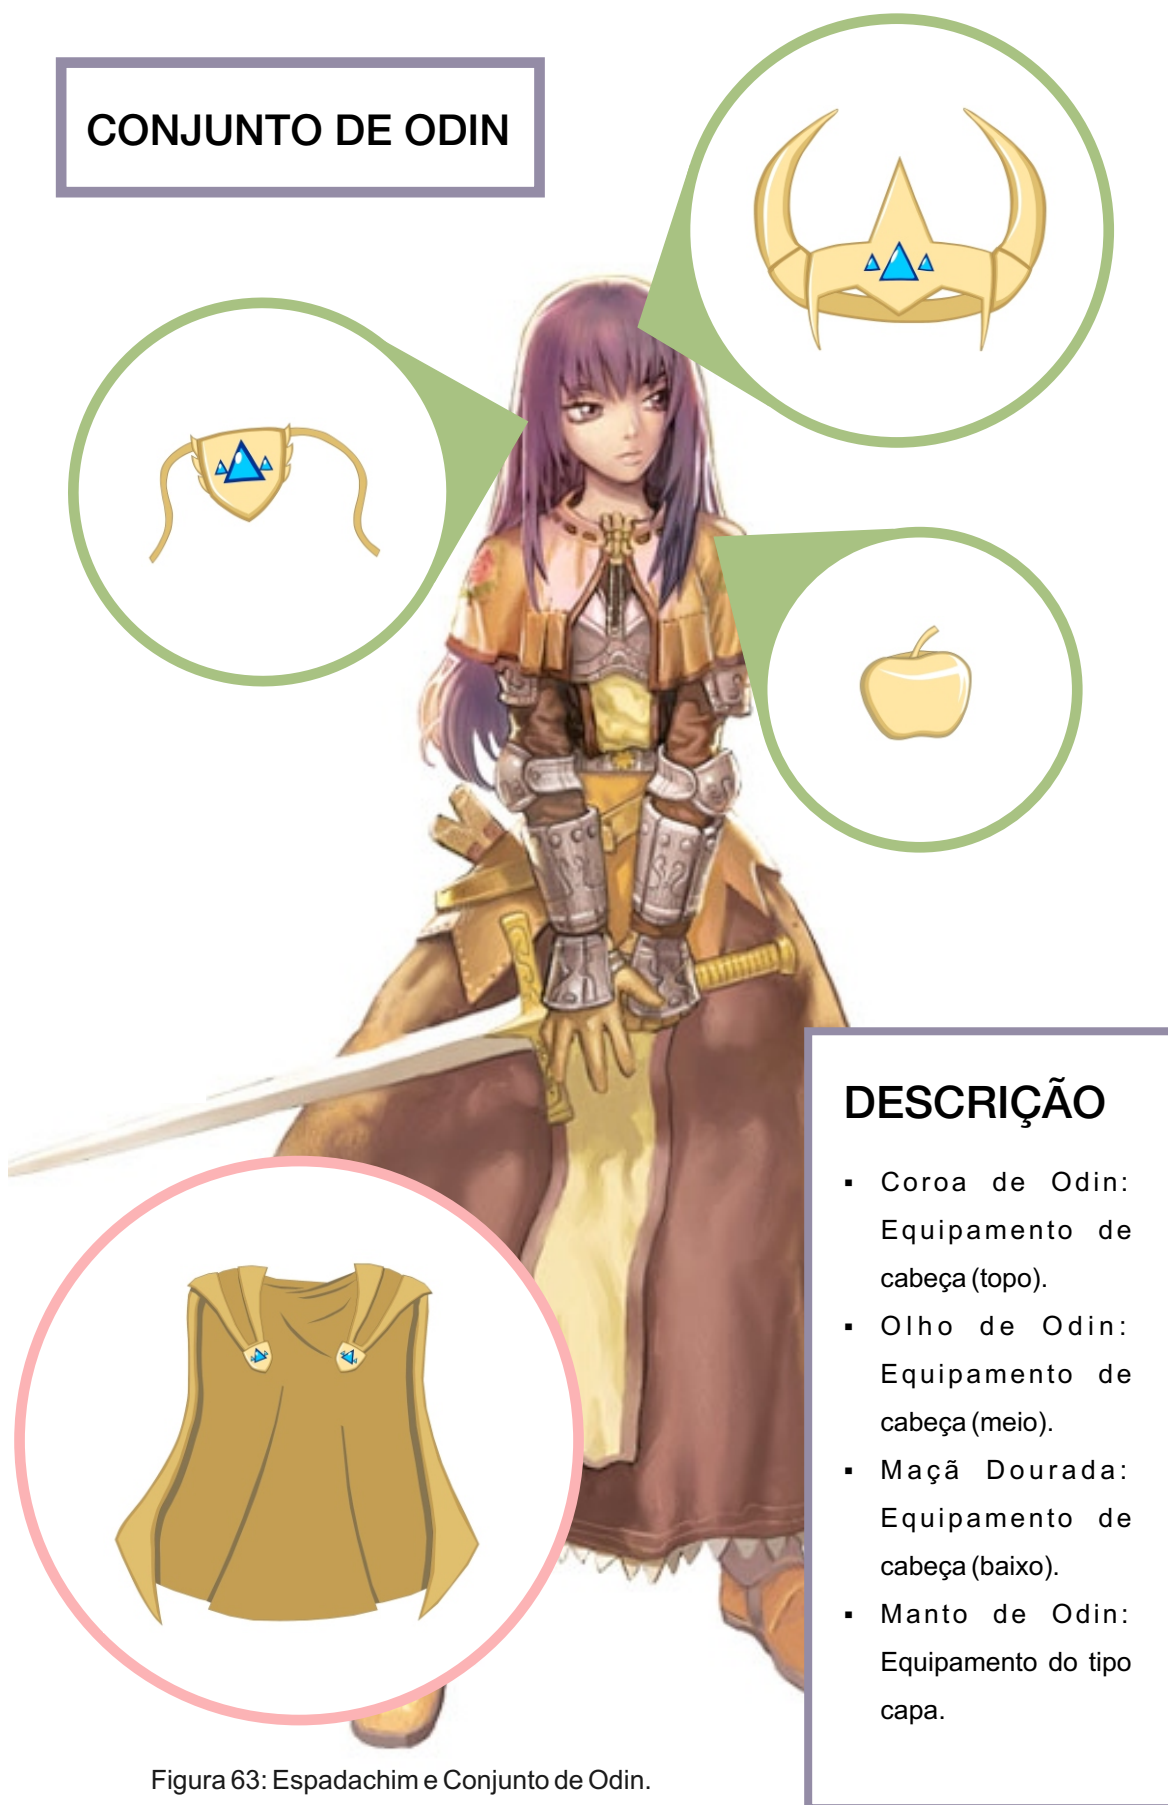 CONJUNTO DE ODIN
DESCRIÇÃO
▪ Coroa de Odin:
Equipamento de
cabeça (topo).
▪ Olho de Odin:
Equipamento de
cabeça (meio).
▪ Maçã Dourada:
Equipamento de
cabeça (baixo).
▪ Manto de Odin:
Equipamento do tipo
capa.
Figura 63: Espadachim e Conjunto de Odin.